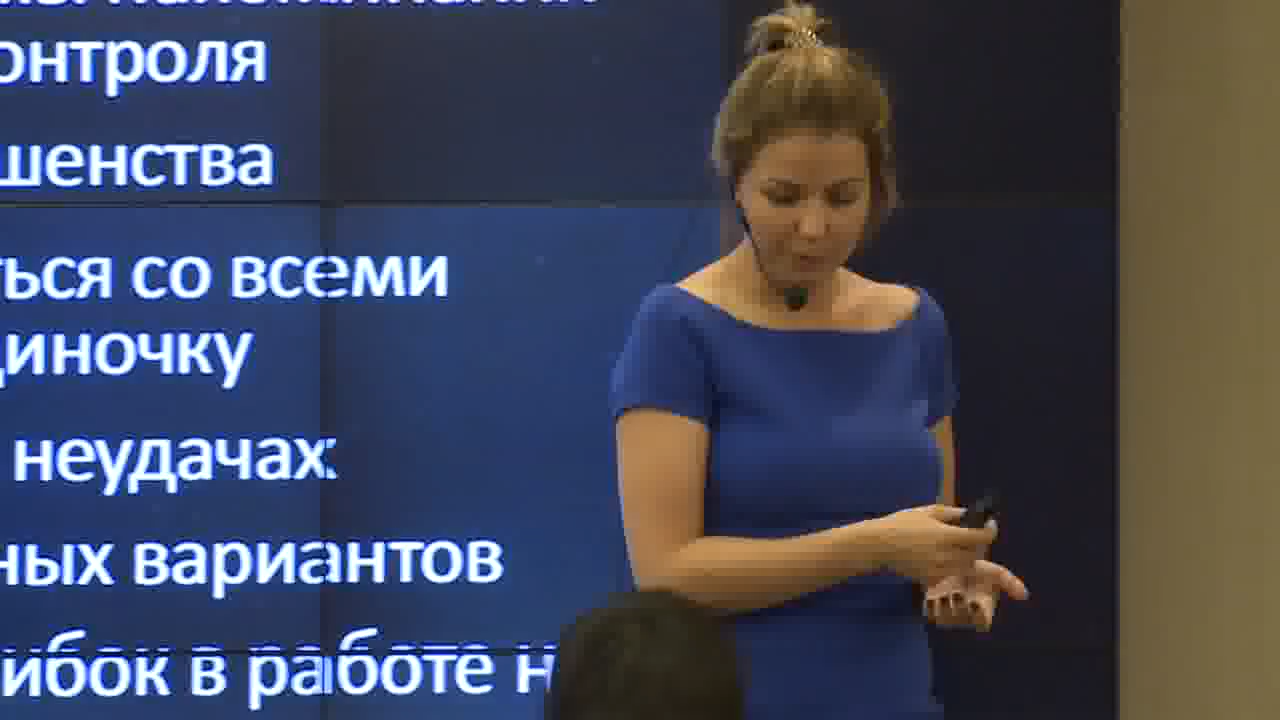 онтроля
шенства
ться со всеми
диночку
неудачах
ных вариантов
ибок в работе н